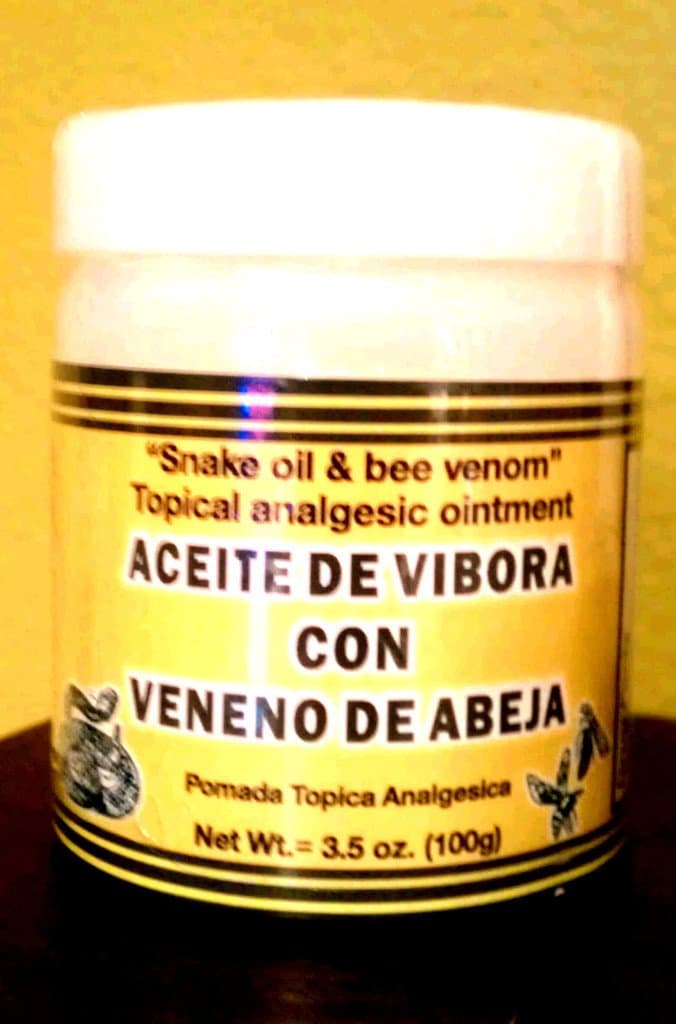 "Snake oil & bee venom"
Topical analgesic ointment
ACEITE DE VIBORA
CON
VENENO DE ABEJA
Pomada Topica Analgesica
Net Wt.= 3.5 oz. (100g)